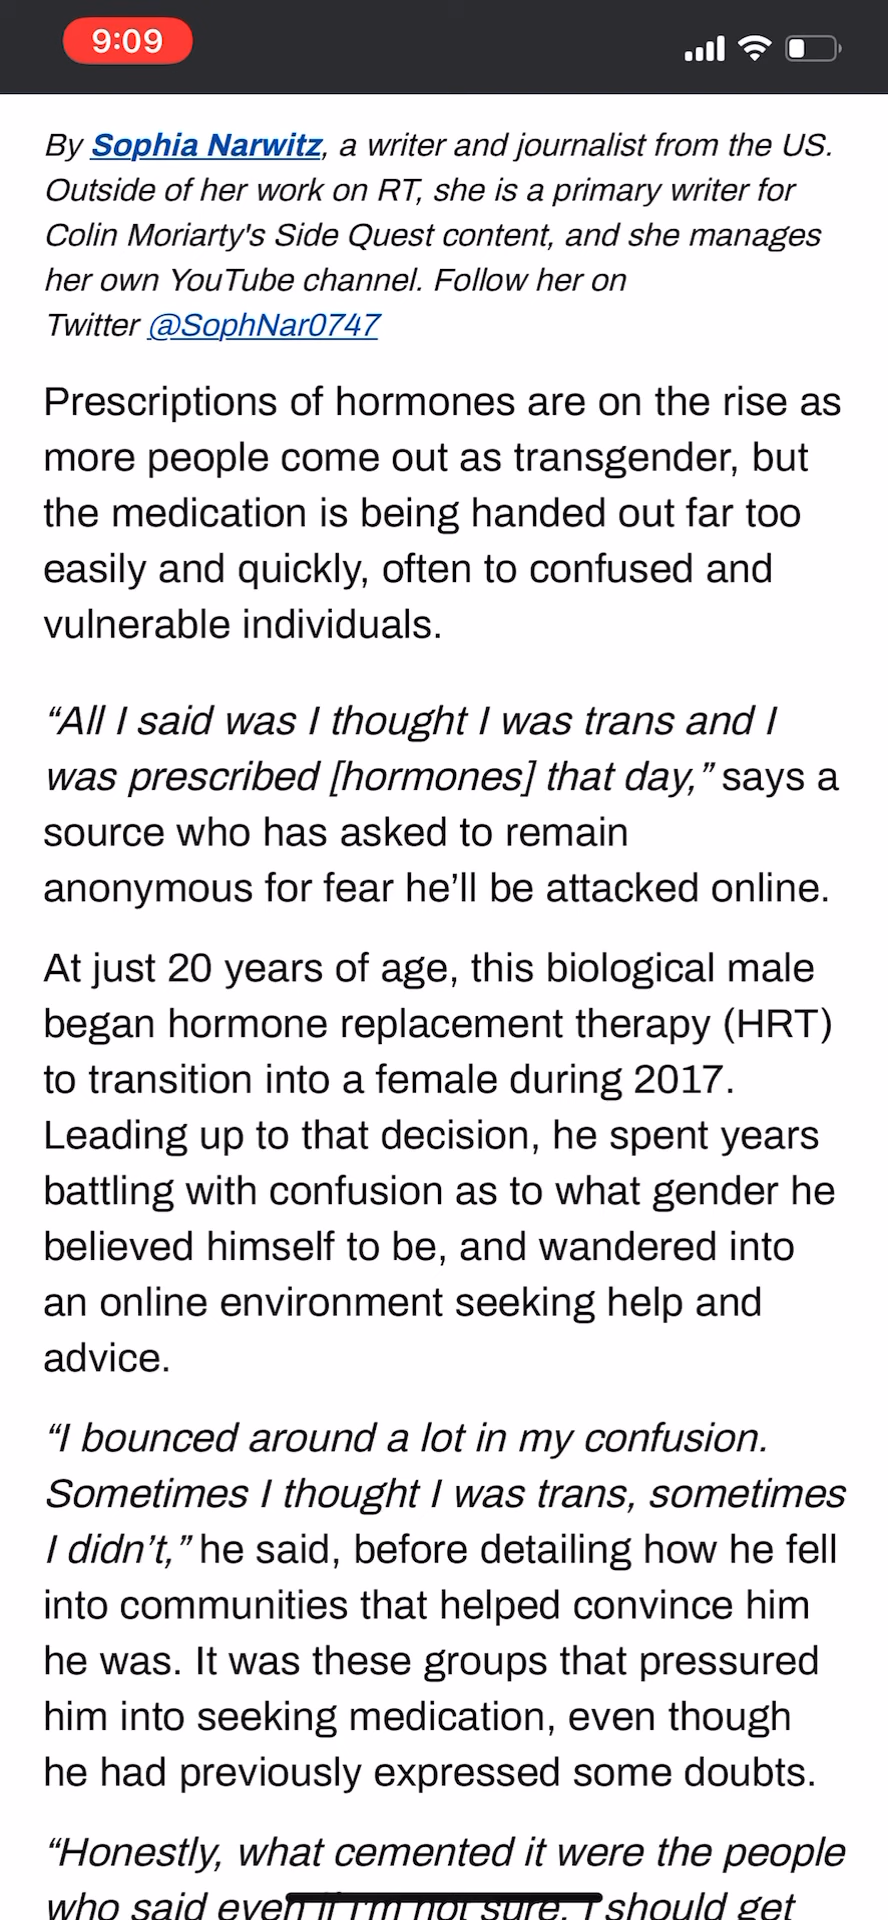 9:09
By Sophia Narwitz, a writer and journalist from the US.
Outside of her work on RT, she is a primary writer for
Colin Moriarty's Side Quest content, and she manages
her own YouTube channel. Follow her on
Twitter @SophNar0747
Prescriptions of hormones are on the rise as
more people come out as transgender, but
the medication is being handed out far too
easily and quickly, often to confused and
vulnerable individuals.
“All I said was I thought I was trans and I
was prescribed [hormones] that day,” says a
source who has asked to remain
anonymous for fear he’ll be attacked online.
At just 20 years of age, this biological male
began hormone replacement therapy (HRT)
to transition into a female during 2017.
Leading up to that decision, he spent years
battling with confusion as to what gender he
believed himself to be, and wandered into
an online environment seeking help and
advice.
“I bounced around a lot in my confusion.
Sometimes I thought I was trans, sometimes
I didn’t,” he said, before detailing how he fell
into communities that helped convince him
he was. It was these groups that pressured
him into seeking medication, even though
he had previously expressed some doubts.
“Honestly, what cemented it were the people
who said even if I'm not sure, I should get